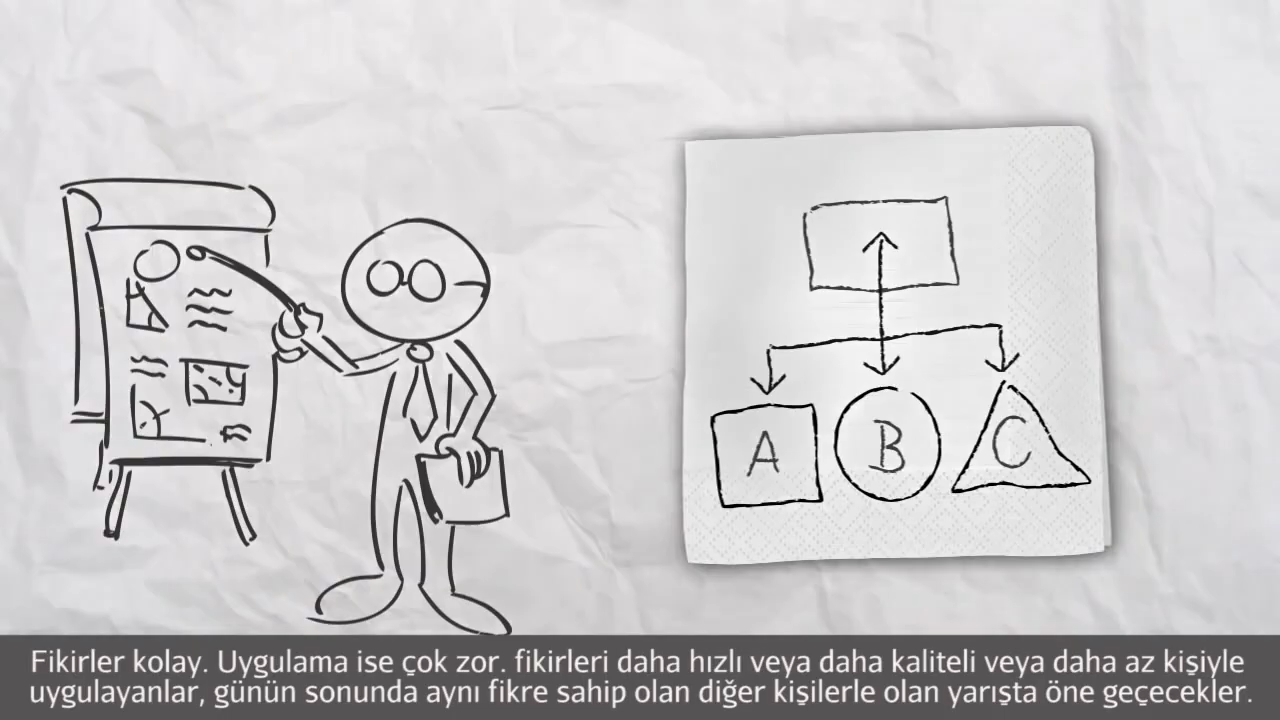 A B C
Fikirler kolay. Uygulama ise çok zor. fikirleri daha hızlı veya daha kaliteli veya daha az kişiyle
uygulayanlar, günün sonunda aynı fikre sahip olan diğer kişilerle olan yarışta öne geçecekler.